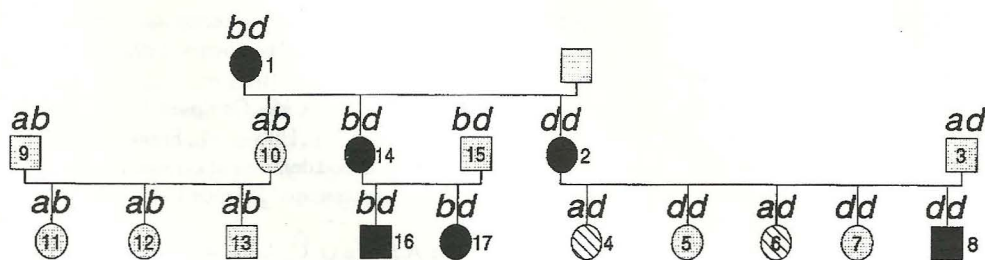 bd
1
ab ab bd bd dd ad
9 10 14 15 2 3
ab ab ab bd bd ad dd ad dd dd
11 12 13 16 17 4 5 6 7 8